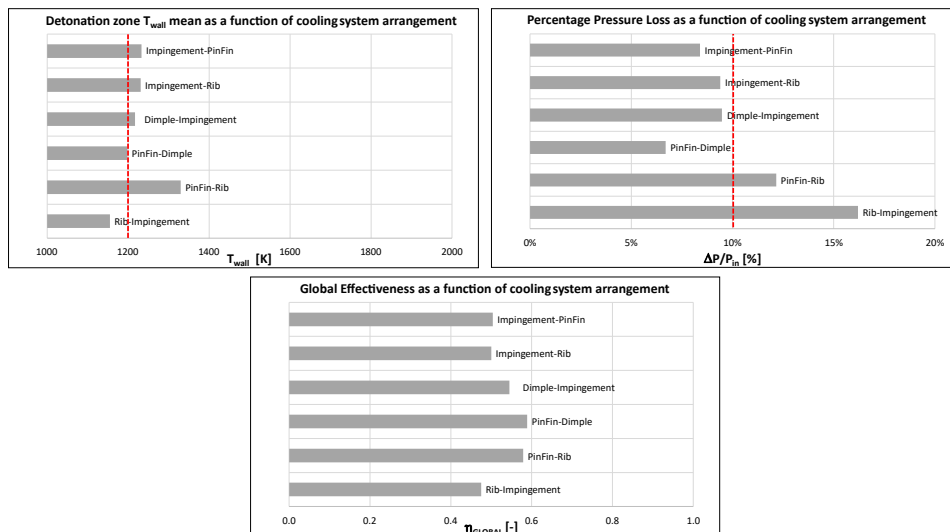 Detonation zone Twall mean as a function of cooling system arrangement
Impingement-PinFin
Impingement-Rib
Dimple-Impingement
PinFin-Dimple
PinFin-Rib
Rib-Impingement
1000 1200 1400 1600 1800 2000
Twall [K]
Percentage Pressure Loss as a function of cooling system arrangement
Impingement-PinFin
Impingement-Rib
Dimple-Impingement
PinFin-Dimple
PinFin-Rib
Rib-Impingement
0% 5% 10% 15% 20%
ΔP/Pin [%]
Global Effectiveness as a function of cooling system arrangement
Impingement-PinFin
Impingement-Rib
Dimple-Impingement
PinFin-Dimple
PinFin-Rib
Rib-Impingement
0.0 0.2 0.4 0.6 0.8 1.0
ηGLOBAL [-]